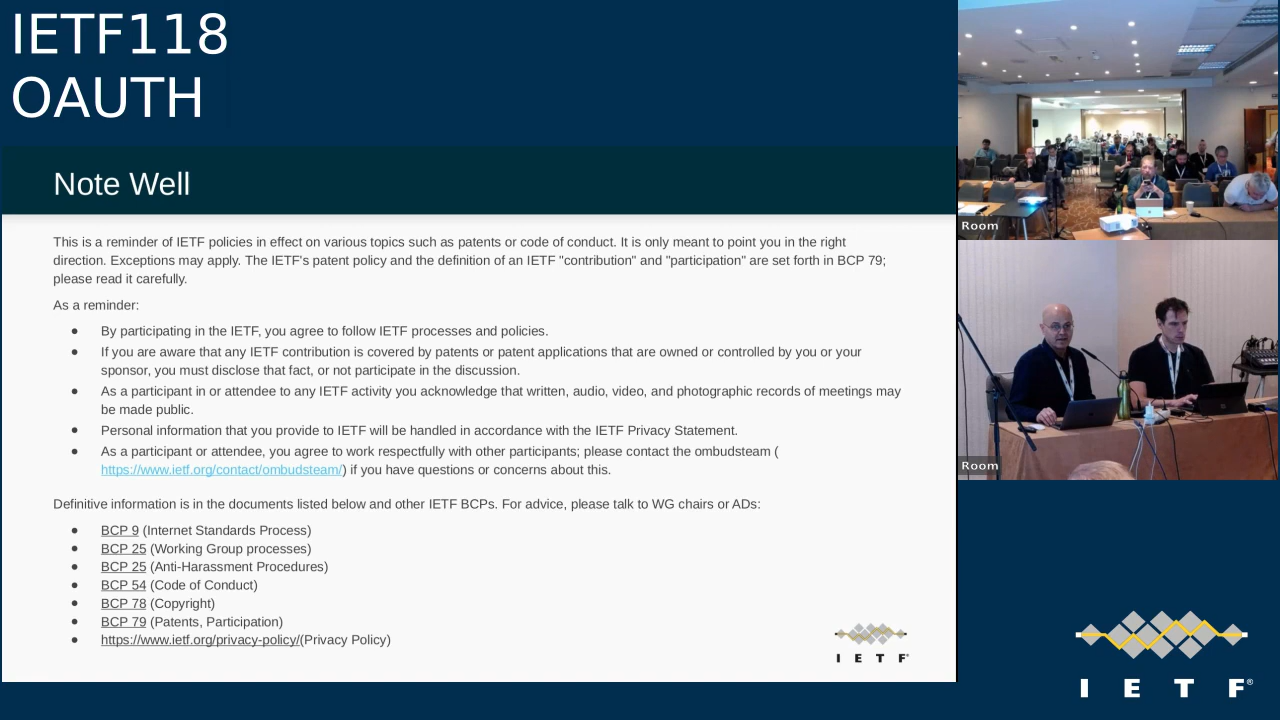 IETF118
OAUTH
Note Well
This is a reminder of IETF policies in effect on various topics such as patents or code of conduct. It is only meant to point you in the right
direction. Exceptions may apply. The IETF's patent policy and the definition of an IETF "contribution" and "participation" are set forth in BCP 79;
please read it carefully.
As a reminder:
● By participating in the IETF, you agree to follow IETF processes and policies.
● If you are aware that any IETF contribution is covered by patents or patent applications that are owned or controlled by you or your
sponsor, you must disclose that fact, or not participate in the discussion.
● As a participant in or attendee to any IETF activity you acknowledge that written, audio, video, and photographic records of meetings may
be made public.
● Personal information that you provide to IETF will be handled in accordance with the IETF Privacy Statement.
● As a participant or attendee, you agree to work respectfully with other participants; please contact the ombudsteam (
https://www.ietf.org/contact/ombudsteam/) if you have questions or concerns about this.
Definitive information is in the documents listed below and other IETF BCPs. For advice, please talk to WG chairs or ADs:
● BCP 9 (Internet Standards Process)
● BCP 25 (Working Group processes)
● BCP 25 (Anti-Harassment Procedures)
● BCP 54 (Code of Conduct)
● BCP 78 (Copyright)
● BCP 79 (Patents, Participation)
● https://www.ietf.org/privacy-policy/(Privacy Policy)
I E T F®
Room
Room
I E T F®